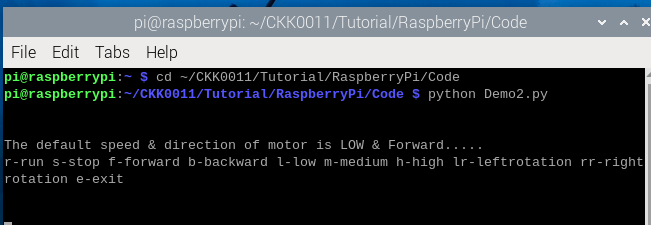 pi@raspberrypi: ~/CKK0011/Tutorial/RaspberryPi/Code
File Edit Tabs Help
pi@raspberrypi:~ $ cd ~/CKK0011/Tutorial/RaspberryPi/Code
pi@raspberrypi:~/CKK0011/Tutorial/RaspberryPi/Code $ python Demo2.py
The default speed & direction of motor is LOW & Forward.....
r-run s-stop f-forward b-backward l-low m-medium h-high lr-leftrotation rr-right
rotation e-exit